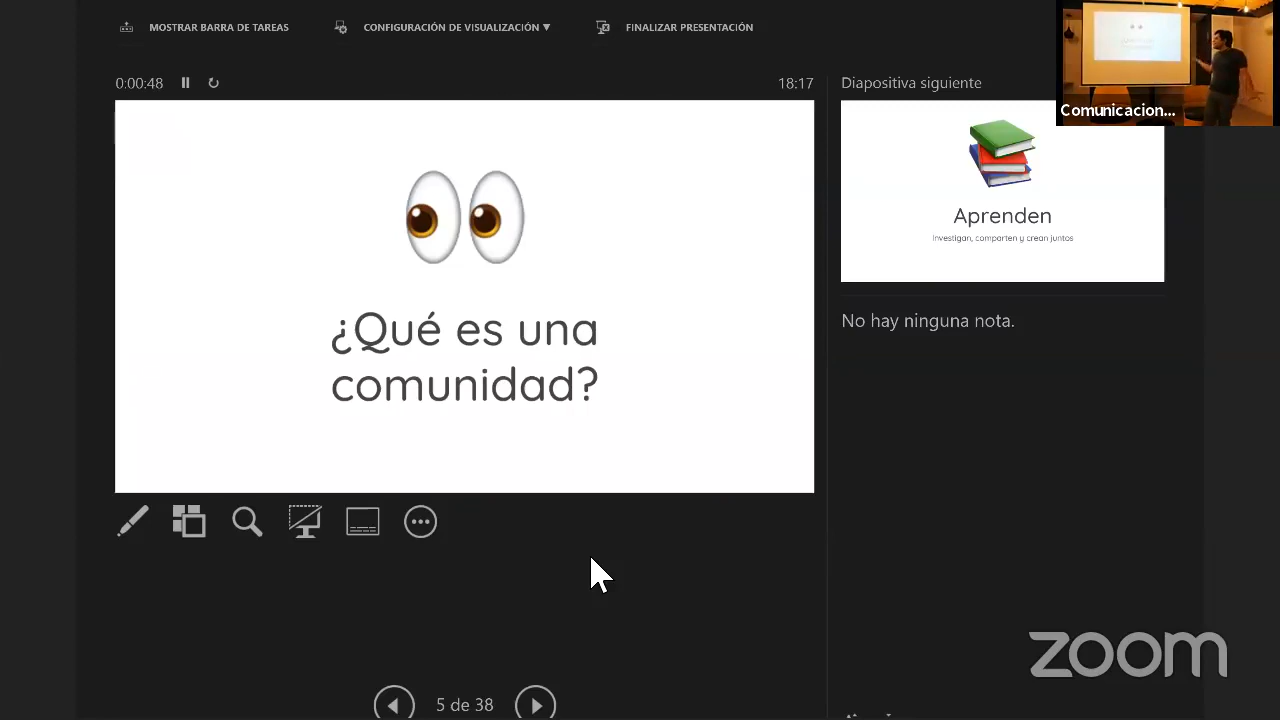 MOSTRAR BARRA DE TAREAS
CONFIGURACIÓN DE VISUALIZACIÓN ▼
FINALIZAR PRESENTACIÓN
0:00:48
18:17
Diapositiva siguiente
Comunicacion...
¿Qué es una
comunidad?
Aprenden
Investigan, comparten y crean juntos
No hay ninguna nota.
5 de 38
zoom